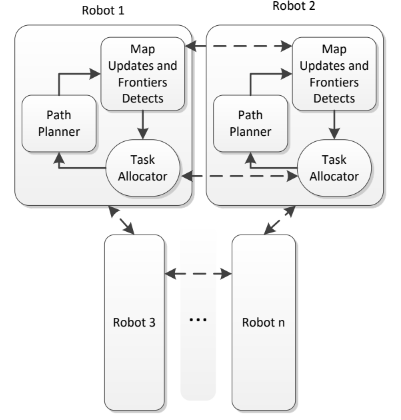 Robot 1
Robot 2
Map
Updates and
Frontiers
Detects
Path
Planner
Task
Allocator
Map
Updates and
Frontiers
Detects
Path
Planner
Task
Allocator
Robot 3
...
Robot n